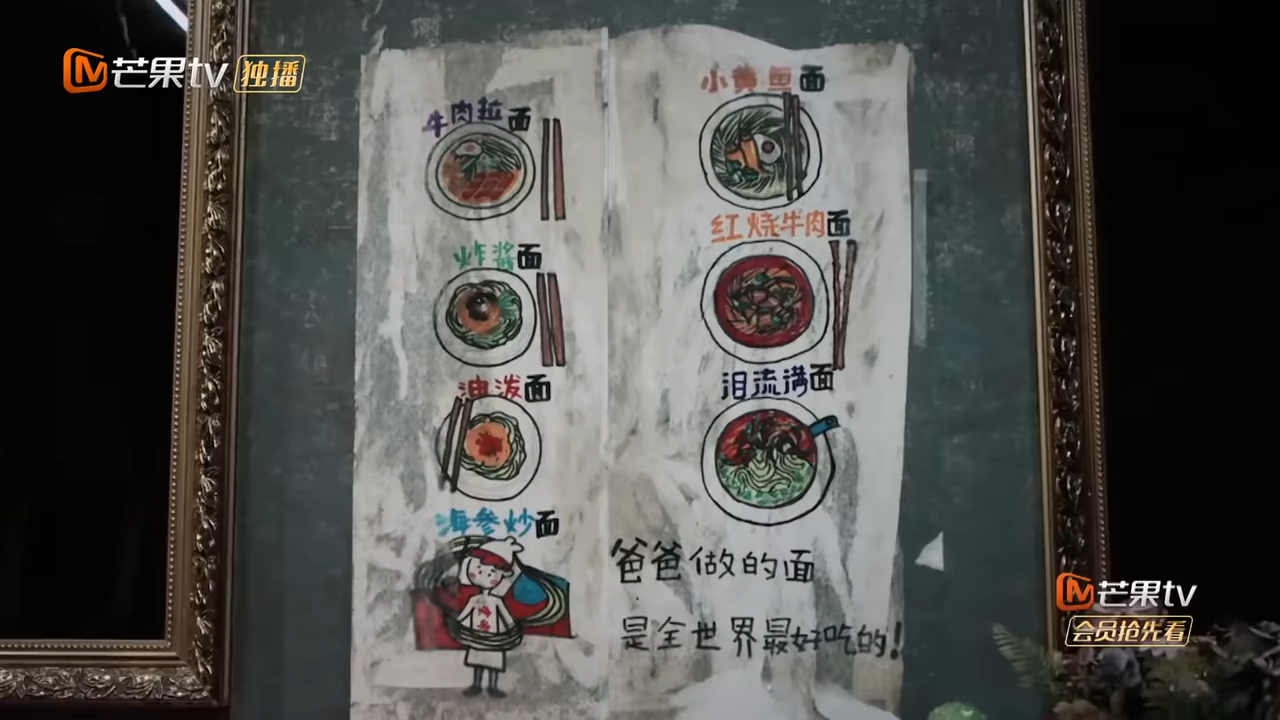 芒果tv 独播
牛肉拉面
炸酱面
油泼面
海参炒面
海参
小黄鱼面
红烧牛肉面
泪流满面
爸爸做的面
是全世界最好吃的!
芒果tv
会员抢先看